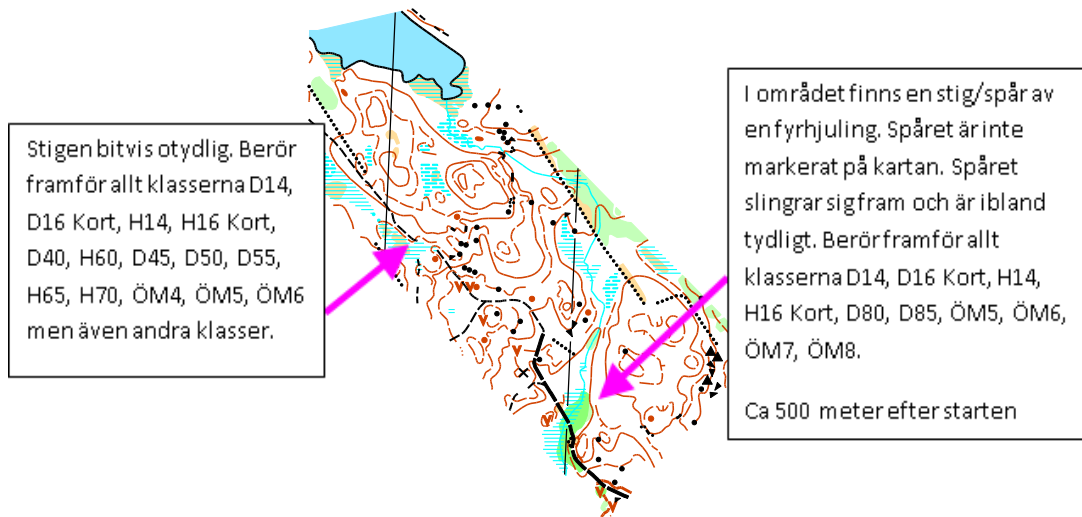 Stigen bitvis otydlig. Berör
framför allt klasserna D14,
D16 Kort, H14, H16 Kort,
D40, H60, D45, D50, D55,
H65, H70, ÖM4, ÖM5, ÖM6
men även andra klasser.
I området finns en stig/spår av
en fyrhjuling. Spåret är inte
markerat på kartan. Spåret
slingrar sig fram och är ibland
tydligt. Berör framför allt
klasserna D14, D16 Kort, H14,
H16 Kort, D80, D85, ÖM5, ÖM6,
ÖM7, ÖM8.
Ca 500 meter efter starten